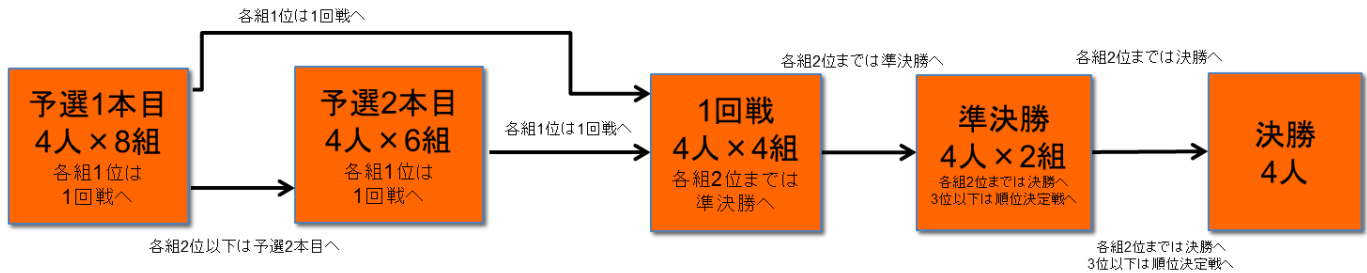 各組1位は1回戦へ
予選1本目
4人×8組
各組1位は
1回戦へ
各組2位以下は予選2本目へ
予選2本目
4人×6組
各組1位は
1回戦へ
各組1位は1回戦へ
1回戦
4人×4組
各組2位までは
準決勝へ
各組2位までは準決勝へ
準決勝
4人×2組
各組2位までは決勝へ
3位以下は順位決定戦へ
各組2位までは決勝へ
決勝
4人
各組2位までは決勝へ
3位以下は順位決定戦へ